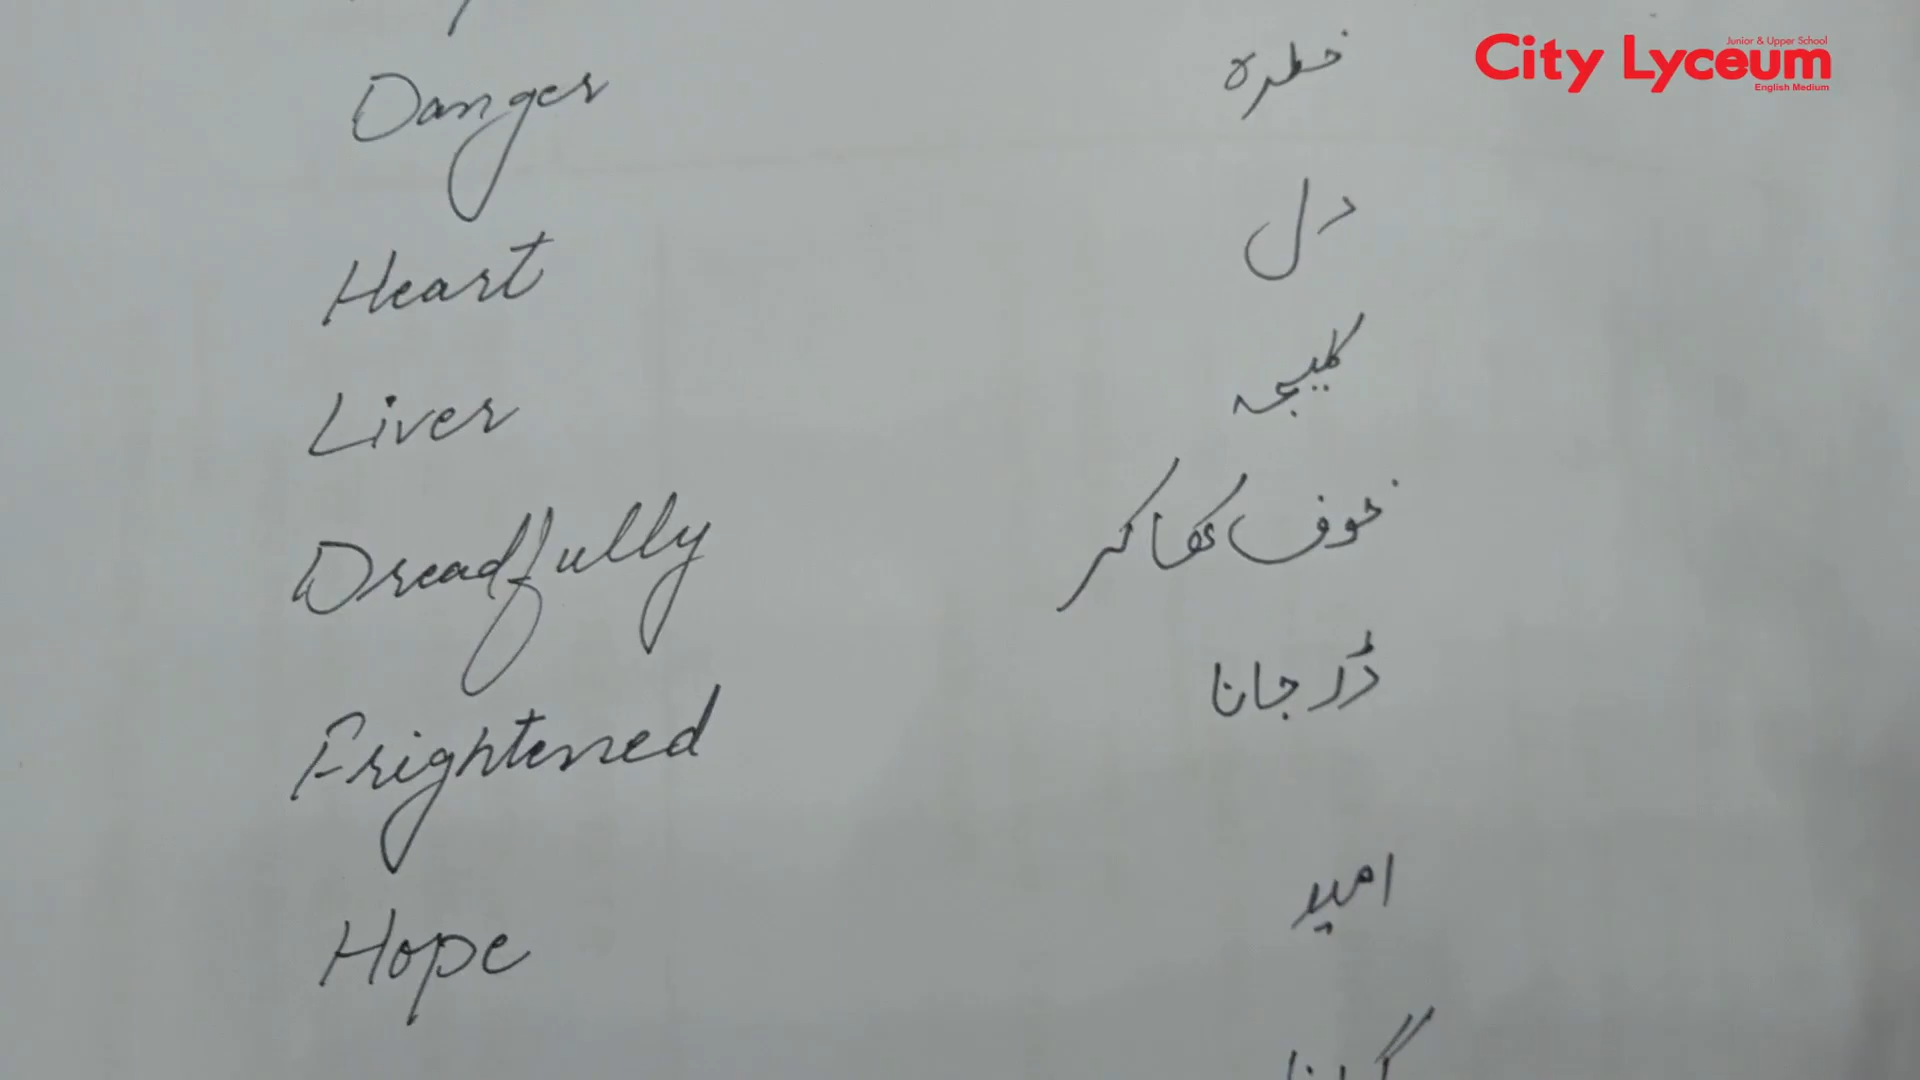 Junior & Upper School
City Lyceum
English Medium
Danger خطره
Heart دل
Liver کلیجہ
Dreadfully خوف کھا کر
Frightened ڈر جانا
Hope امید